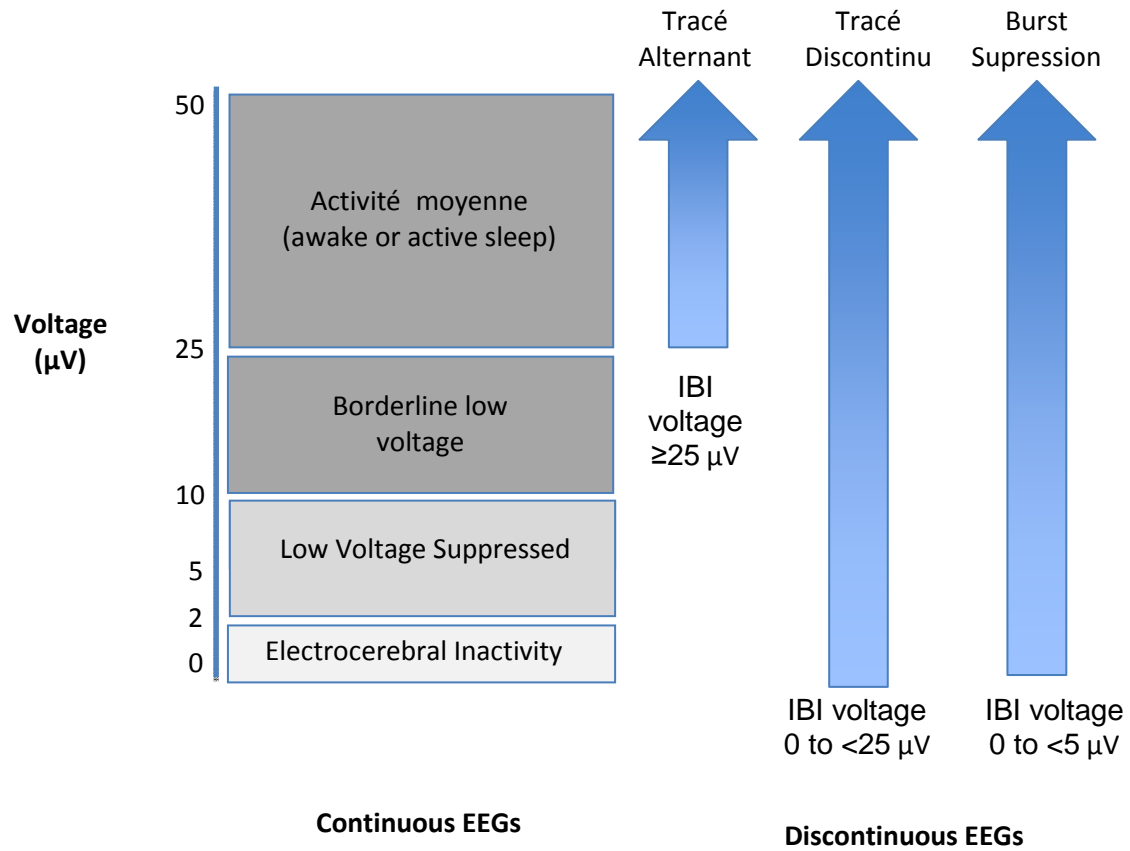 Tracé
Alternant
Tracé
Discontinu
Burst
Supression
50
Activité moyenne
(awake or active sleep)
Voltage
(µV)
25
Borderline low
voltage
IBI
voltage
≥25 µV
10
Low Voltage Suppressed
5
2
Electrocerebral Inactivity
0
IBI voltage
0 to <25 µV
IBI voltage
0 to <5 µV
Continuous EEGs
Discontinuous EEGs